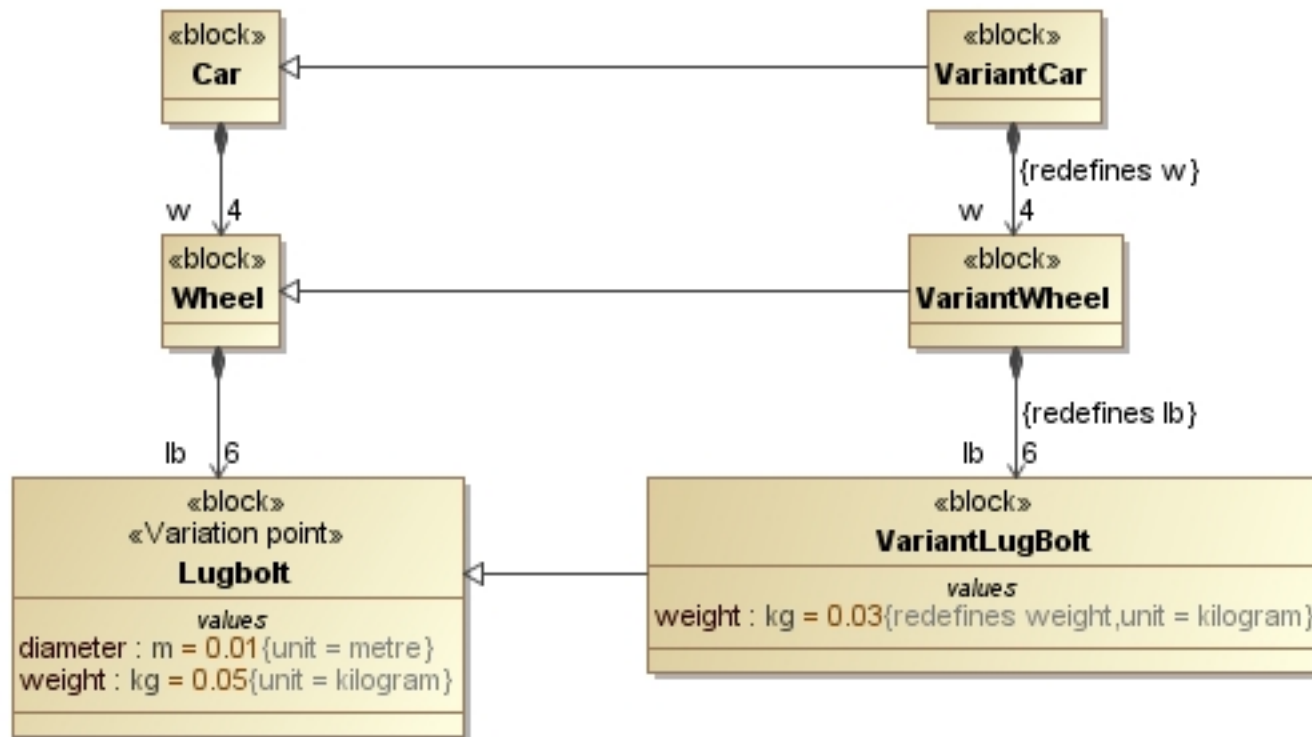 «block»
Car
«block»
VariantCar
{redefines w}
w 4
w 4
«block»
Wheel
«block»
VariantWheel
{redefines lb}
lb 6
lb 6
«block»
«Variation point»
Lugbolt
values
diameter : m = 0.01{unit = metre}
weight : kg = 0.05{unit = kilogram}
«block»
VariantLugBolt
values
weight : kg = 0.03{redefines weight,unit = kilogram}